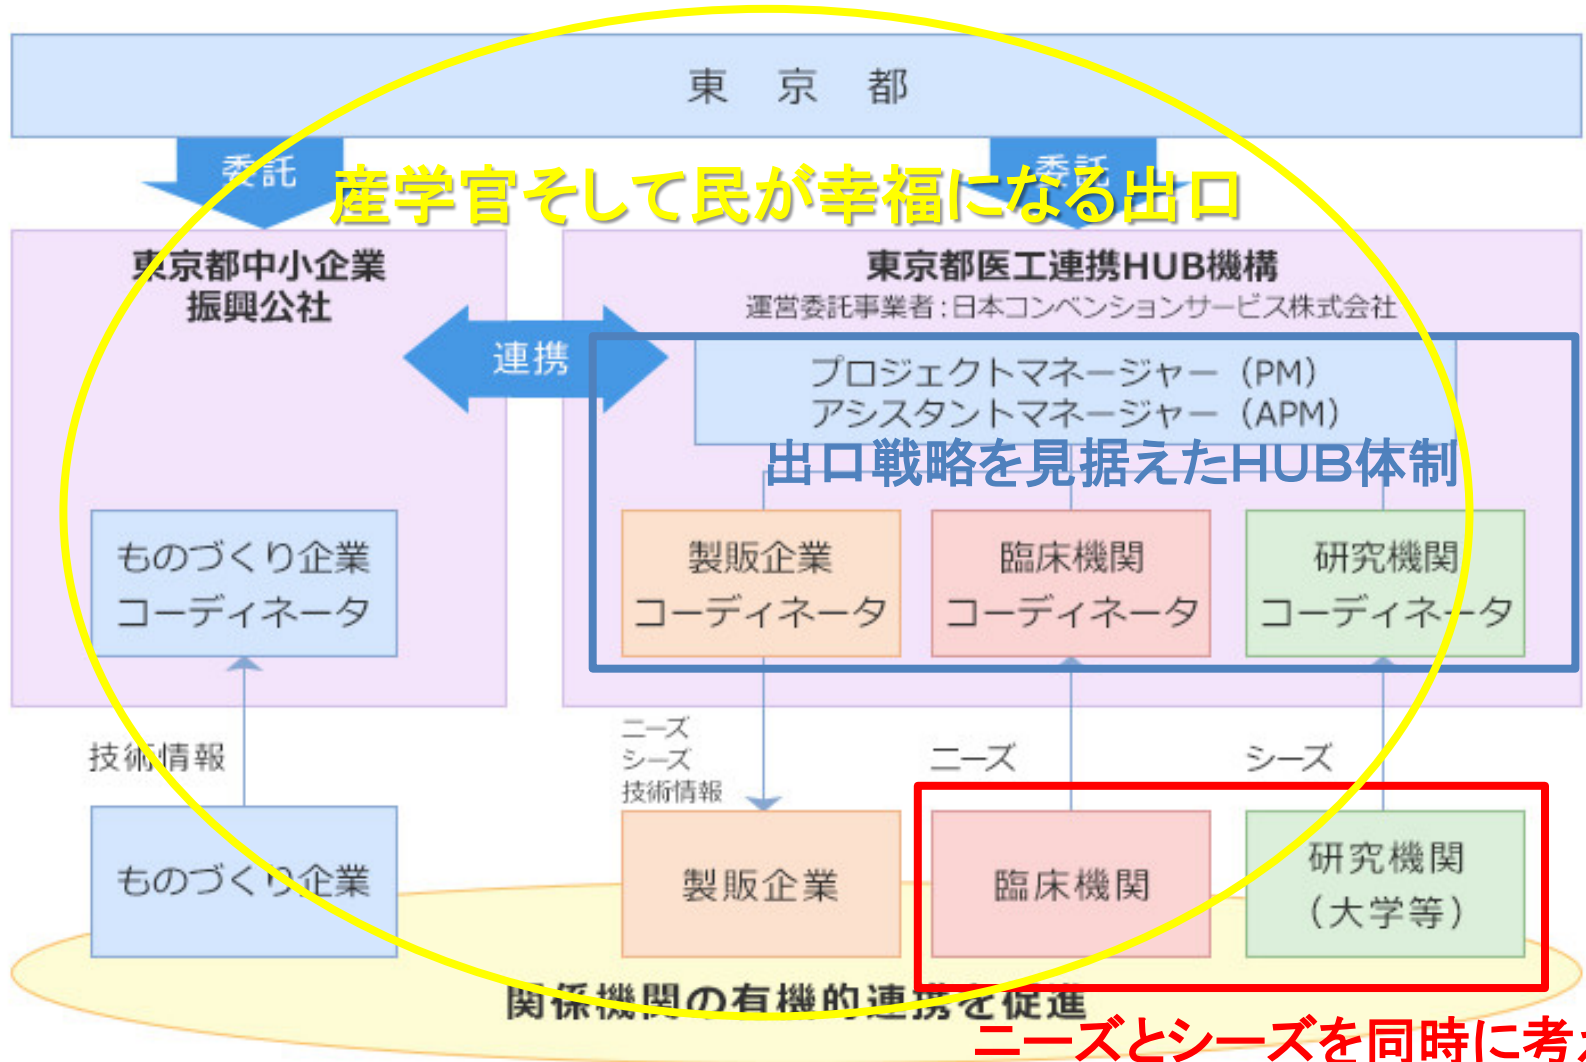 東京都
委託
委託
産学官そして民が幸福になる出口
東京都中小企業
振興公社
東京都医工連携HUB機構
運営委託事業者:日本コンベンションサービス株式会社
連携
プロジェクトマネージャー（PM）
アシスタントマネージャー（APM）
出口戦略を見据えたHUB体制
ものづくり企業
コーディネータ
製販企業
コーディネータ
臨床機関
コーディネータ
研究機関
コーディネータ
技術情報
ニーズ
シーズ
技術情報
ニーズ
シーズ
ものづくり企業
製販企業
臨床機関
研究機関
（大学等）
関係機関の有機的連携を促進
ニーズとシーズを同時に考